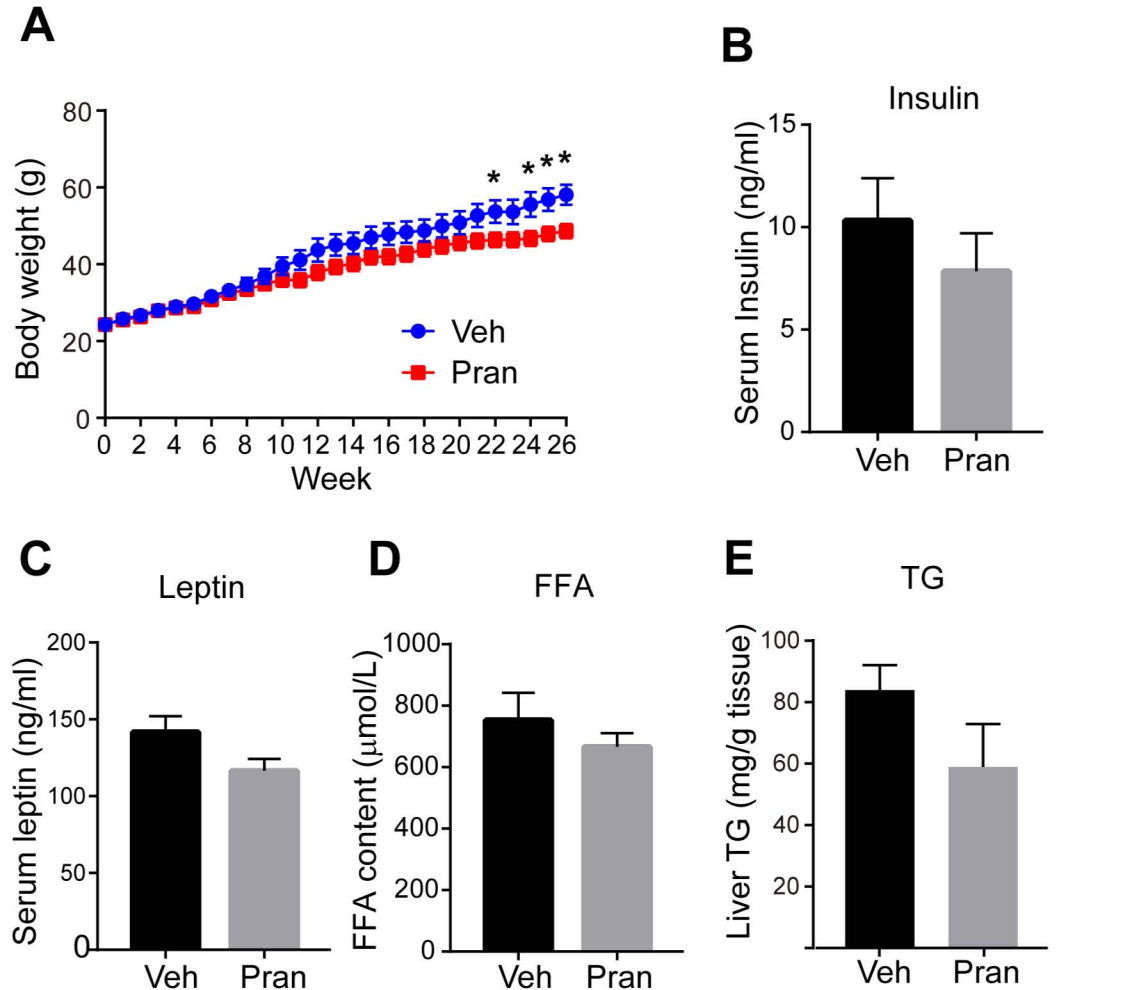 A
80
60
40
20
0
Body weight (g)
* * * *
Veh
Pran
0 2 4 6 8 10 12 14 16 18 20 22 24 26
Week
B
Insulin
15
10
5
0
Serum Insulin (ng/ml)
Veh Pran
C
Leptin
200
150
100
50
0
Serum leptin (ng/ml)
Veh Pran
D
FFA
1000
800
600
400
200
0
FFA content (μmol/L)
Veh Pran
E
TG
100
80
60
40
20
Liver TG (mg/g tissue)
Veh Pran